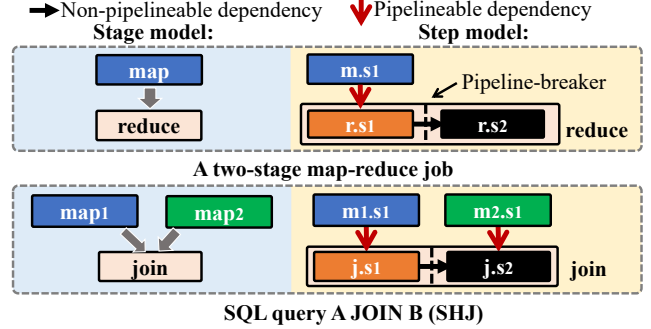 Non-pipelineable dependency
Pipelineable dependency
Stage model:
Step model:
map
m.s1
Pipeline-breaker
reduce
r.s1
r.s2
reduce
A two-stage map-reduce job
map1
map2
m1.s1
m2.s1
join
j.s1
j.s2
join
SQL query A JOIN B (SHJ)